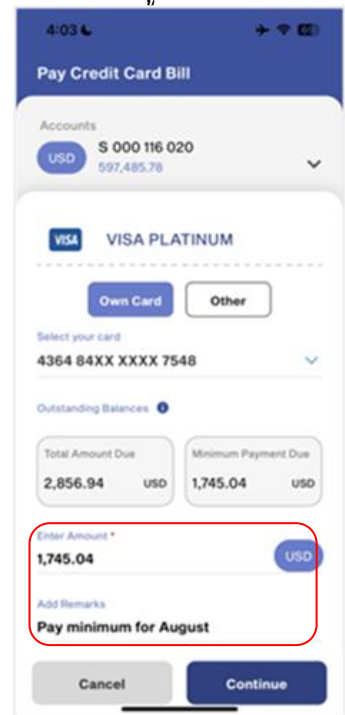 4:03
Pay Credit Card Bill
Accounts
USD
S 000 116 020
597,485.78
VISA
VISA PLATINUM
Own Card
Other
Select your card
4364 84XX XXXX 7548
Outstanding Balances
Total Amount Due
2,856.94 USD
Minimum Payment Due
1,745.04 USD
Enter Amount *
1,745.04
USD
Add Remarks
Pay minimum for August
Cancel
Continue